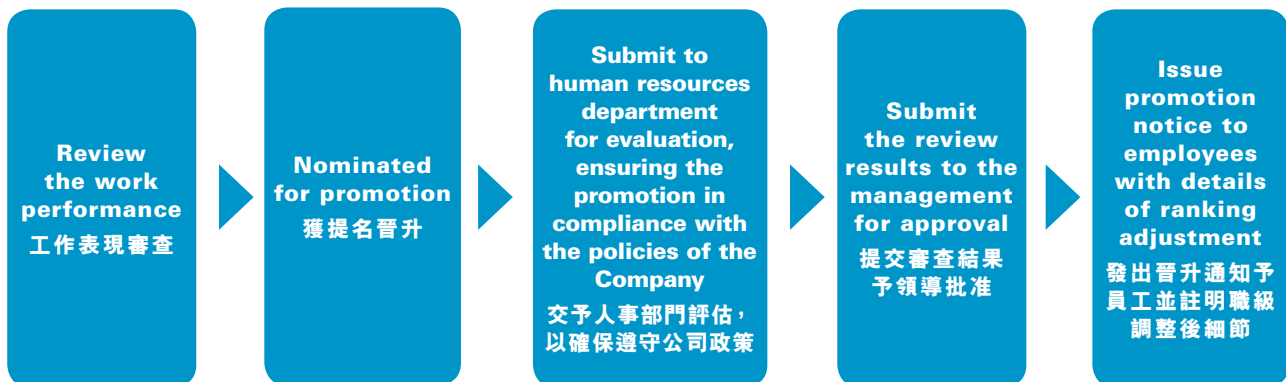 Review
the work
performance
工作表現審查
Nominated
for promotion
獲提名晉升
Submit to
human resources
department
for evaluation,
ensuring the
promotion in
compliance with
the policies of the
Company
交予人事部門評估，
以確保遵守公司政策
Submit
the review
results to the
management
for approval
提交審查結果
予領導批准
Issue
promotion
notice to
employees
with details
of ranking
adjustment
發出晉升通知予
員工並註明職級
調整後細節